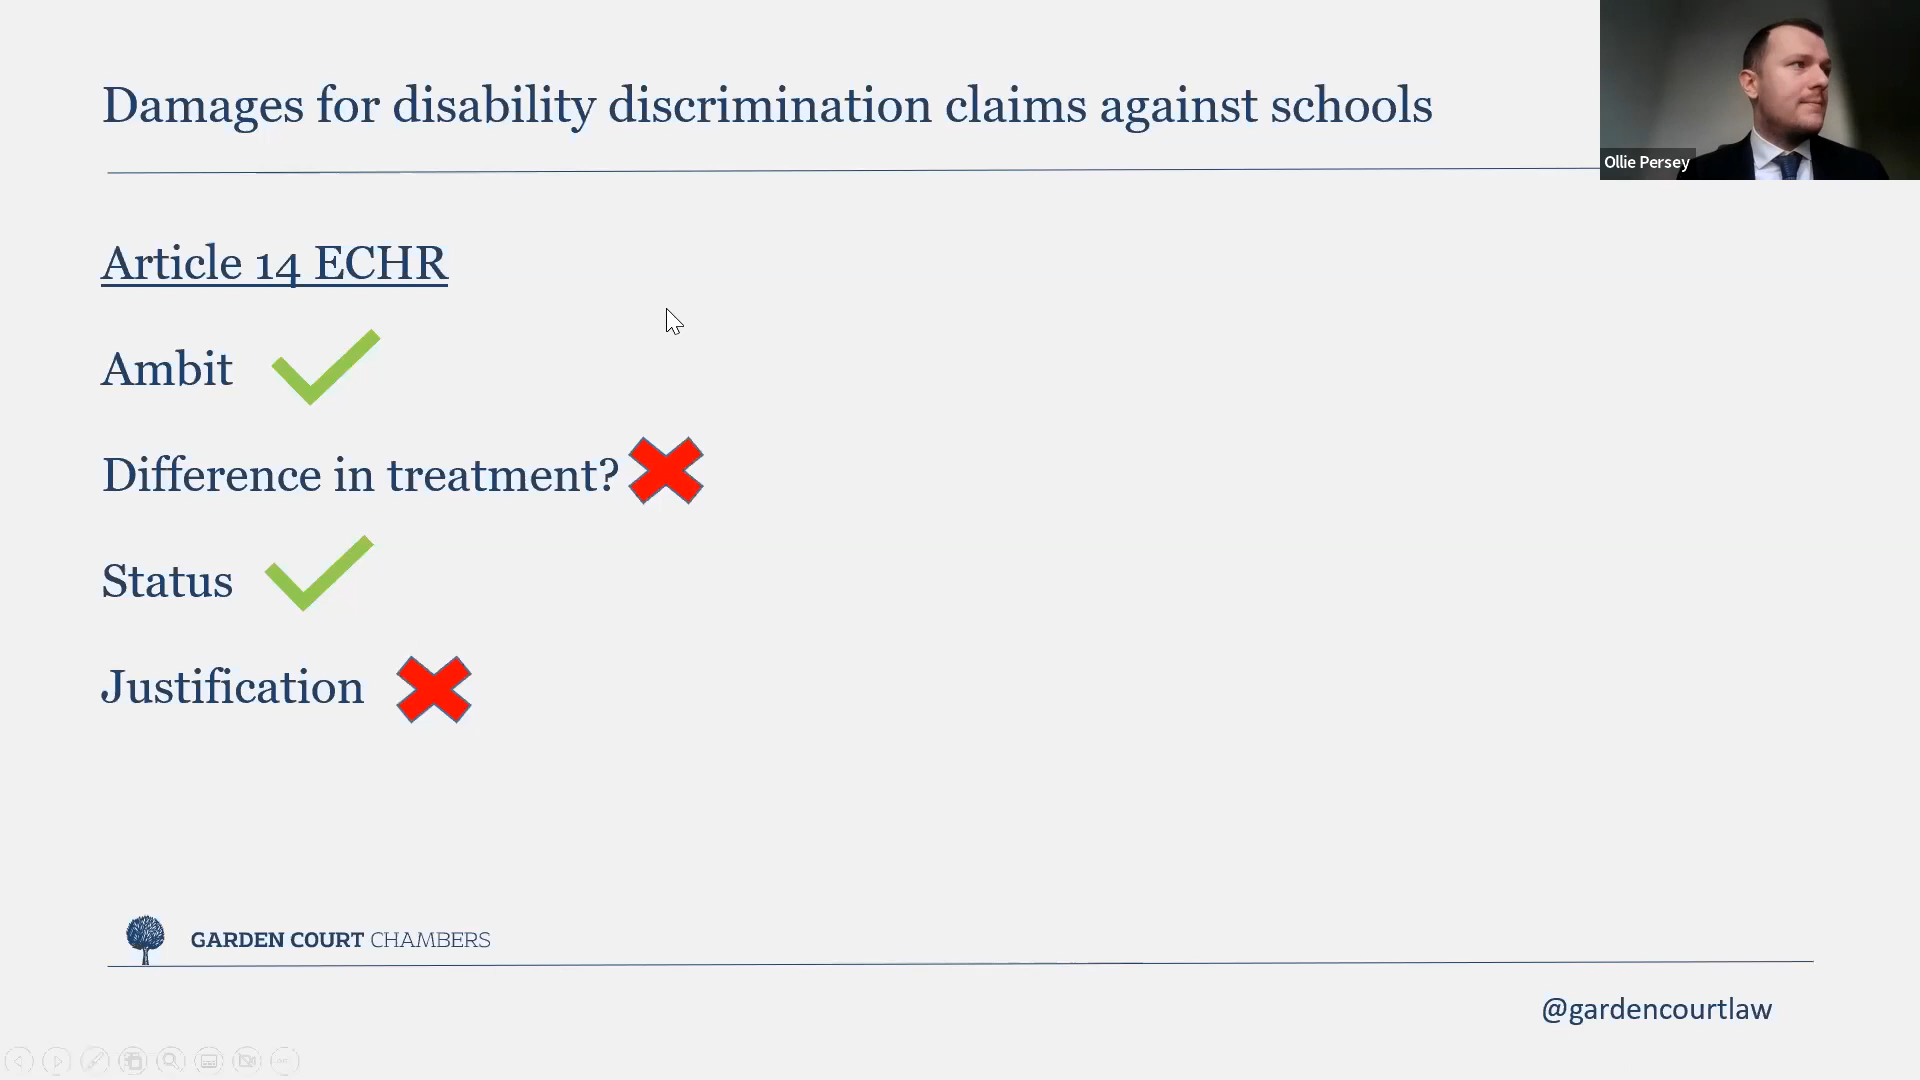 Damages for disability discrimination claims against schools
Ollie Persey
Article 14 ECHR
Ambit
Difference in treatment?
Status
Justification
GARDEN COURT CHAMBERS
@gardencourtlaw